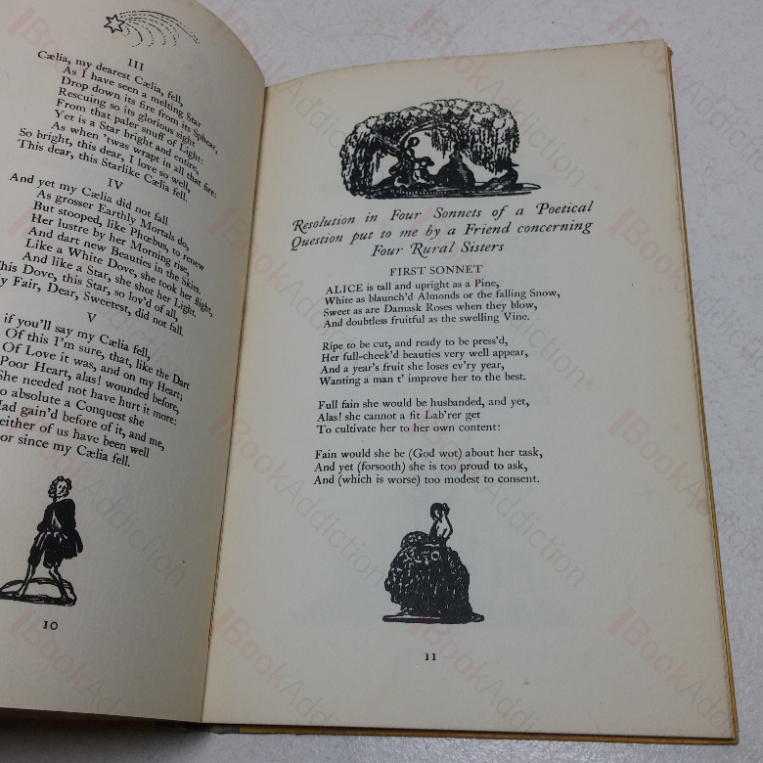 III
Cælia, my dearest Cælia, fell,
As I have seen a melting Star
Drop down its fire from its Sphear,
Rescuing so its glorious sight
From that paler snuff of Light:
Yet is a Star bright and entire,
As when 'twas wrapt in all that fire:
So bright, this dear, I love so well,
This dear, this Starlike Cælia fell.
IV
And yet my Cælia did not fall
As grosser Earthly Mortals do,
But stooped, like Phœbus, to renew
Her lustre by her Morning rise,
And dart new Beauties in the Skies.
Like a White Dove, she took her flight,
And like a Star, she shot her Light.
This Dove, this Star, so lov'd of all,
Fair, Dear, Sweetest, did not fall.
V
if you'll say my Cælia fell,
Of this I'm sure, that, like the Dart
Of Love it was, and on my Heart;
Poor Heart, alas! wounded before,
She needed not have hurt it more:
absolute a Conquest she
gain'd before of it, and me,
neither of us have been well
since my Cælia fell.
10
Resolution in Four Sonnets of a Poetical
Question put to me by a Friend concerning
Four Rural Sisters
FIRST SONNET
ALICE is tall and upright as a Pine,
White as blaunch'd Almonds or the falling Snow,
Sweet as are Damask Roses when they blow,
And doubtless fruitful as the swelling Vine.
Ripe to be cut, and ready to be press'd,
Her full-cheek'd beauties very well appear,
And a year's fruit she loses ev'ry year,
Wanting a man t' improve her to the best.
Full fain she would be husbanded, and yet,
Alas! she cannot a fit Lab'rer get
To cultivate her to her own content:
Fain would she be (God wot) about her task,
And yet (forsooth) she is too proud to ask,
And (which is worse) too modest to consent.
11
BookAddiction